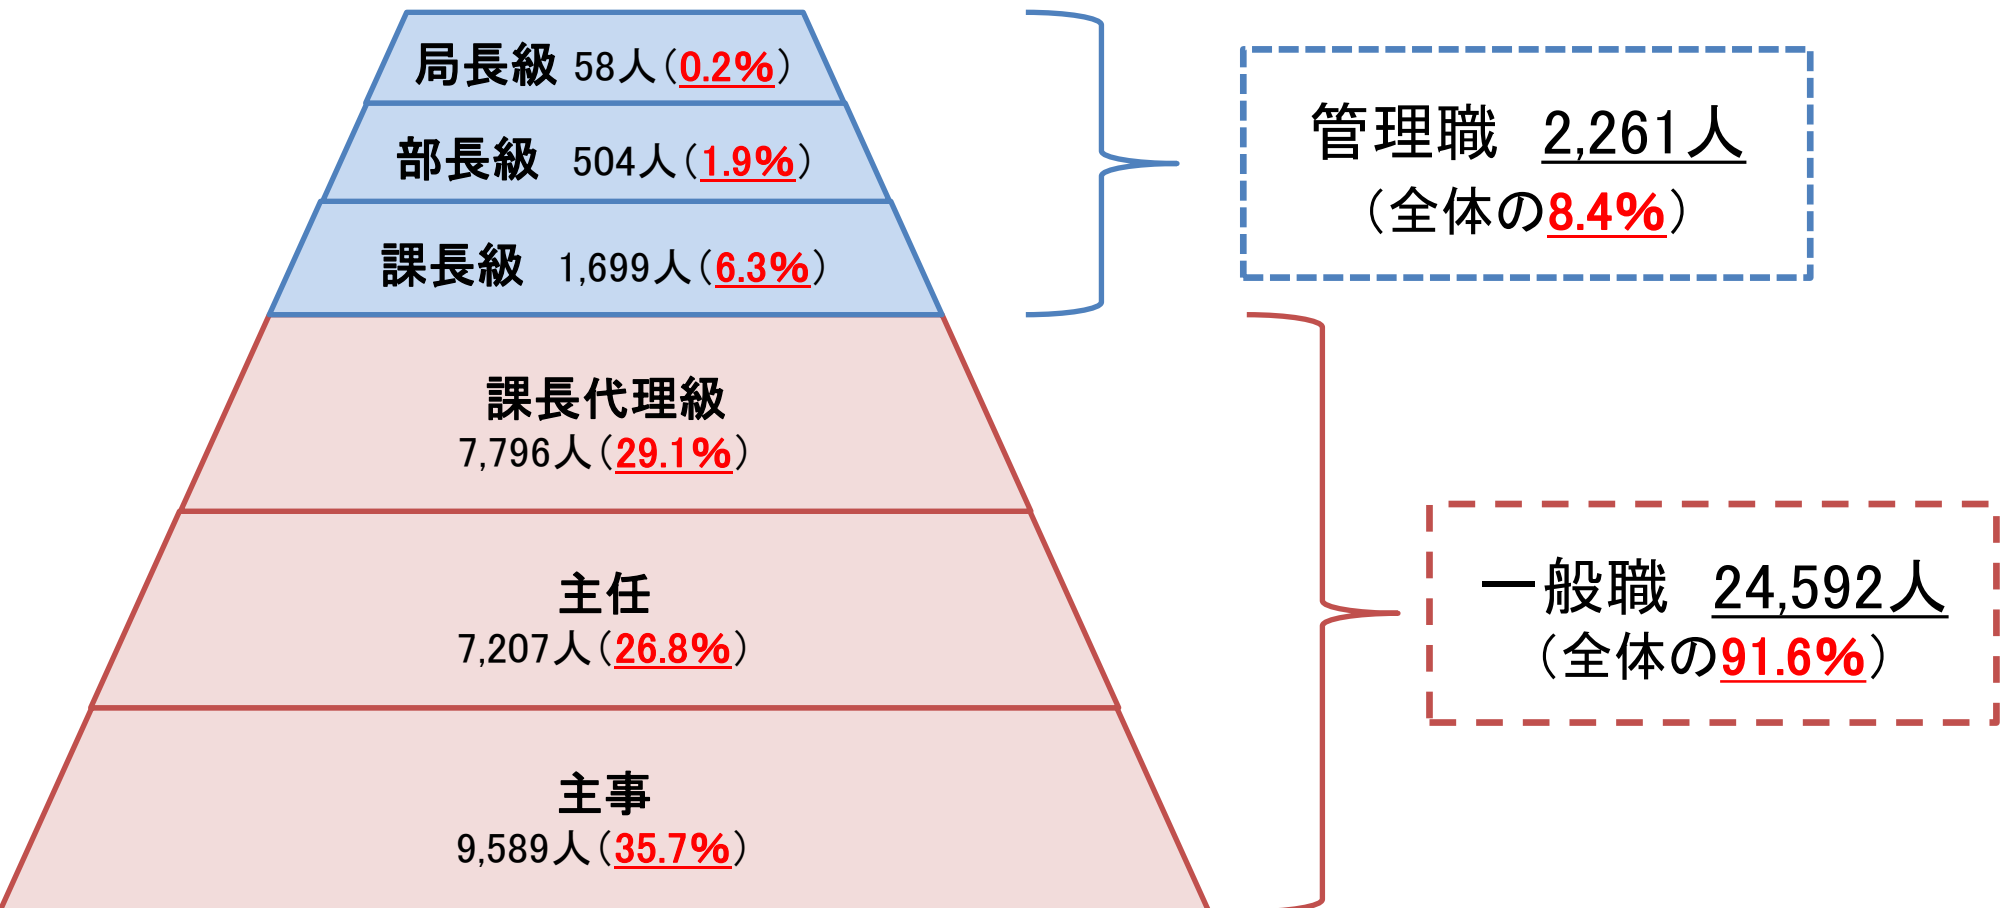 局長級 58人(0.2%)
部長級 504人(1.9%)
課長級 1,699人(6.3%)
管理職 2,261人
(全体の8.4%)
課長代理級
7,796人(29.1%)
主任
7,207人(26.8%)
主事
9,589人(35.7%)
一般職 24,592人
(全体の91.6%)